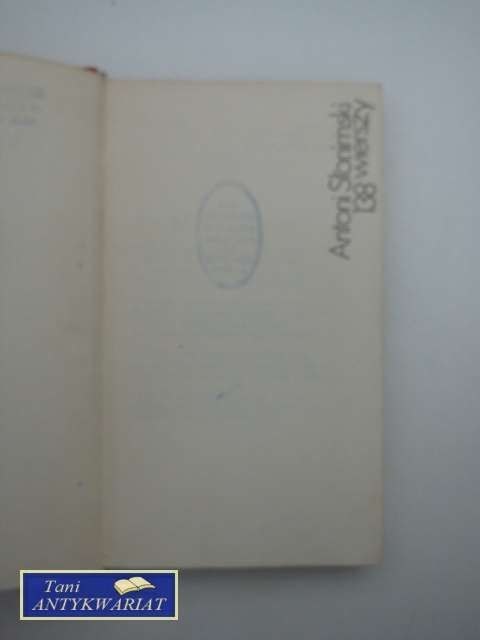 Antoni Słonimski
138 wierszy
Tani
ANTYKWARIAT